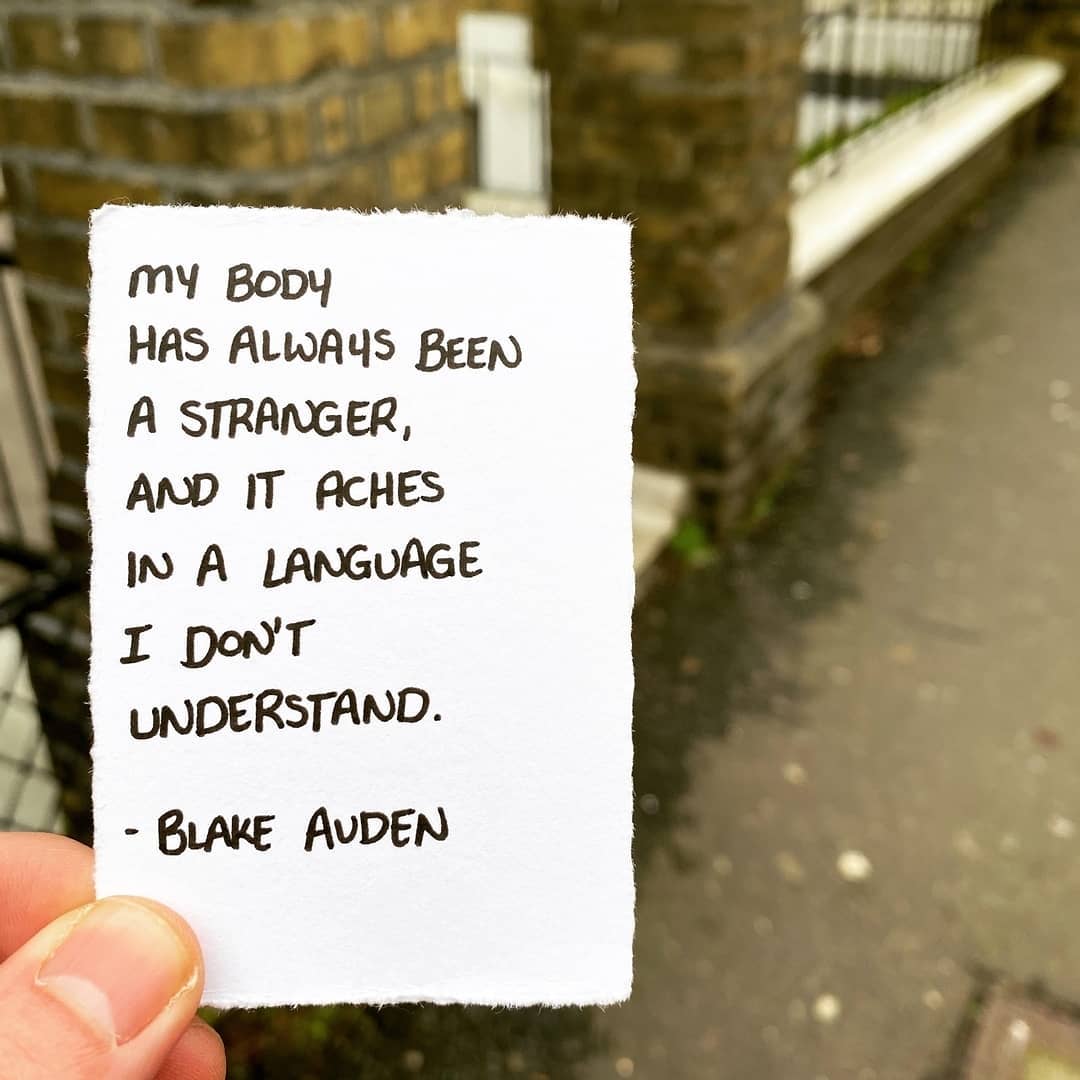 MY BODY
HAS ALWAYS BEEN
A STRANGER,
AND IT ACHES
IN A LANGUAGE
I DON'T
UNDERSTAND.
- BLAKE AUDEN